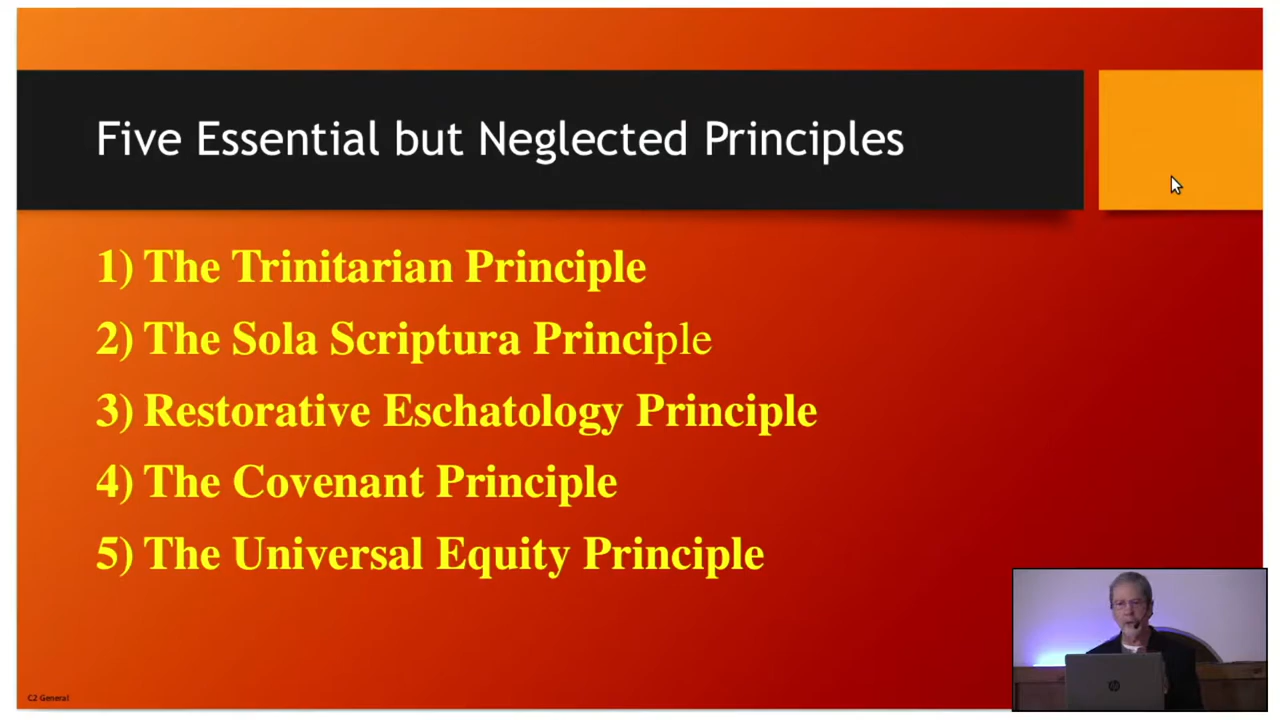 Five Essential but Neglected Principles
1) The Trinitarian Principle
2) The Sola Scriptura Principle
3) Restorative Eschatology Principle
4) The Covenant Principle
5) The Universal Equity Principle
C2 General
hp